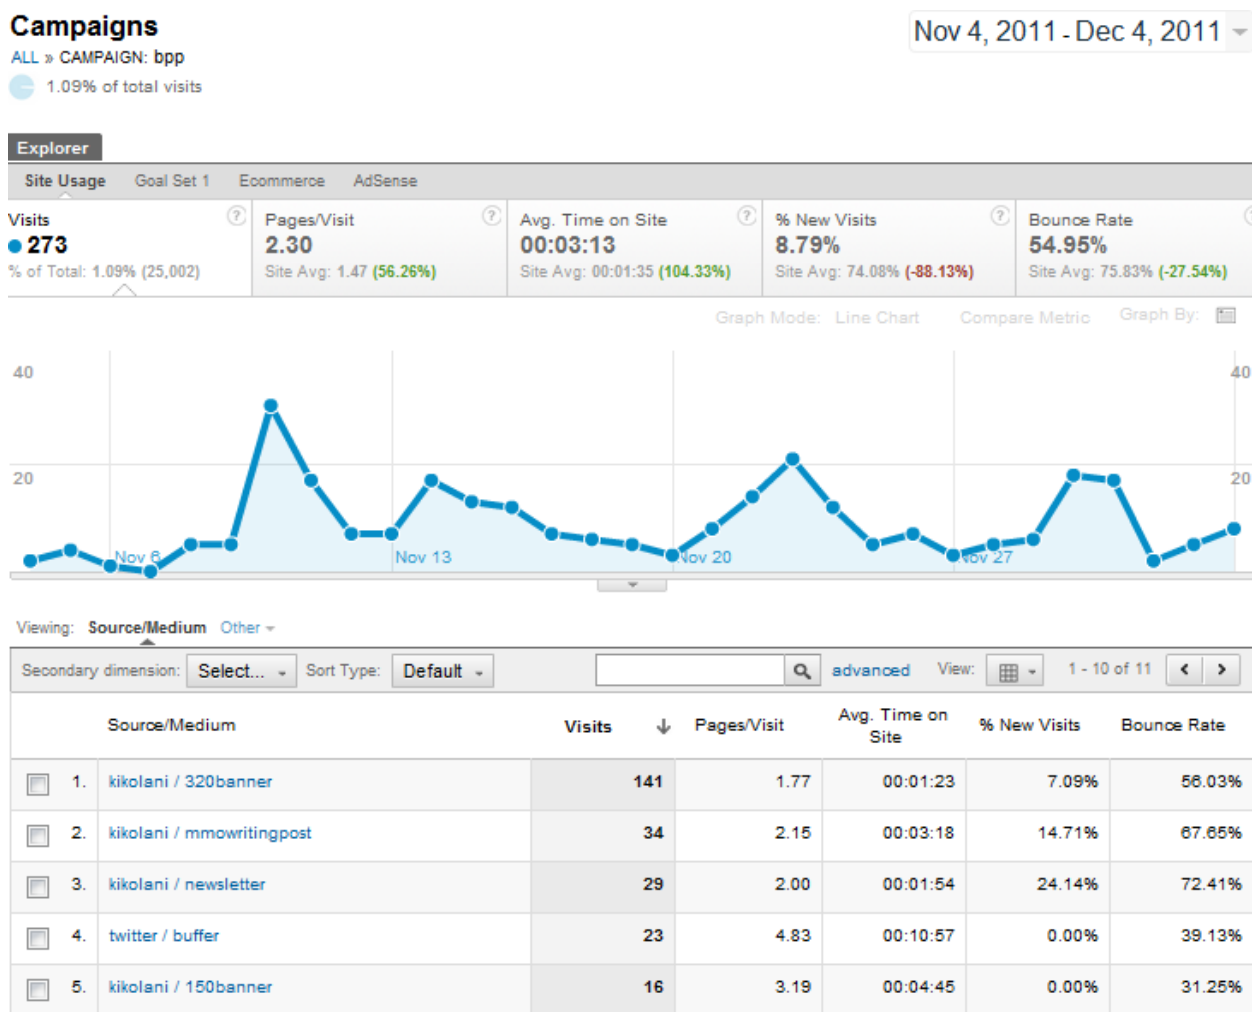 Campaigns
Nov 4, 2011 - Dec 4, 2011
ALL » CAMPAIGN: bpp
1.09% of total visits
Explorer
Site Usage Goal Set 1 Ecommerce AdSense
Visits ? Pages/Visit ? Avg. Time on Site ? % New Visits ? Bounce Rate ?
273 2.30 00:03:13 8.79% 54.95%
% of Total: 1.09% (25,002) Site Avg: 1.47 (56.26%) Site Avg: 00:01:35 (104.33%) Site Avg: 74.08% (-88.13%) Site Avg: 75.83% (-27.54%)
Graph Mode: Line Chart Compare Metric Graph By:
40 40
20 20
Nov 6 Nov 13 Nov 20 Nov 27
Viewing: Source/Medium Other
Secondary dimension: Select... Sort Type: Default advanced View: 1 - 10 of 11
Source/Medium Visits Pages/Visit Avg. Time on Site % New Visits Bounce Rate
1. kikolani / 320banner 141 1.77 00:01:23 7.09% 56.03%
2. kikolani / mmowritingpost 34 2.15 00:03:18 14.71% 67.65%
3. kikolani / newsletter 29 2.00 00:01:54 24.14% 72.41%
4. twitter / buffer 23 4.83 00:10:57 0.00% 39.13%
5. kikolani / 150banner 16 3.19 00:04:45 0.00% 31.25%